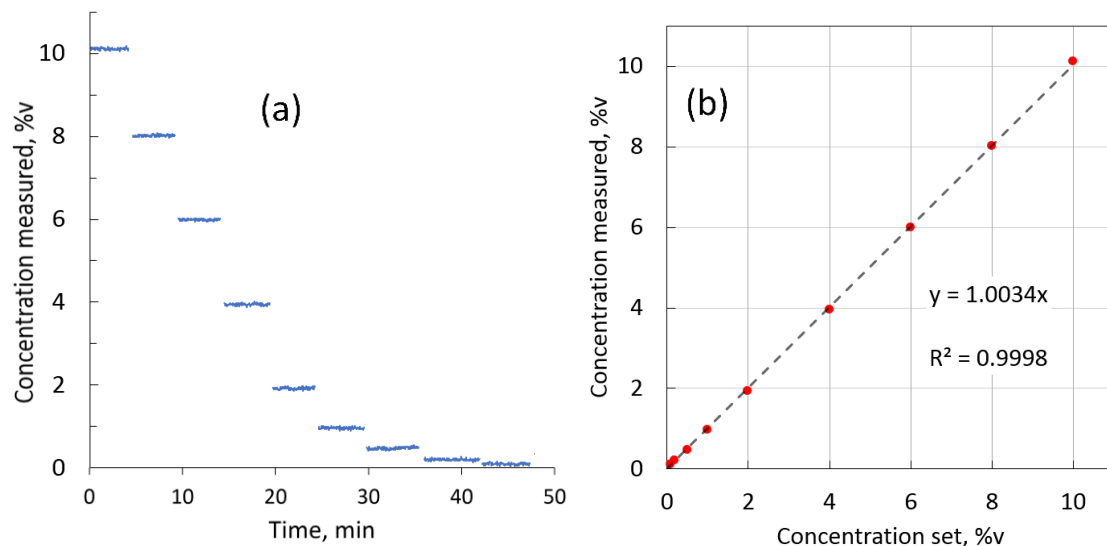 (a)
Concentration measured, %v
10
8
6
4
2
0
0 10 20 30 40 50
Time, min
(b)
Concentration measured, %v
10
8
6
4
2
0
y = 1.0034x
R² = 0.9998
0 2 4 6 8 10
Concentration set, %v